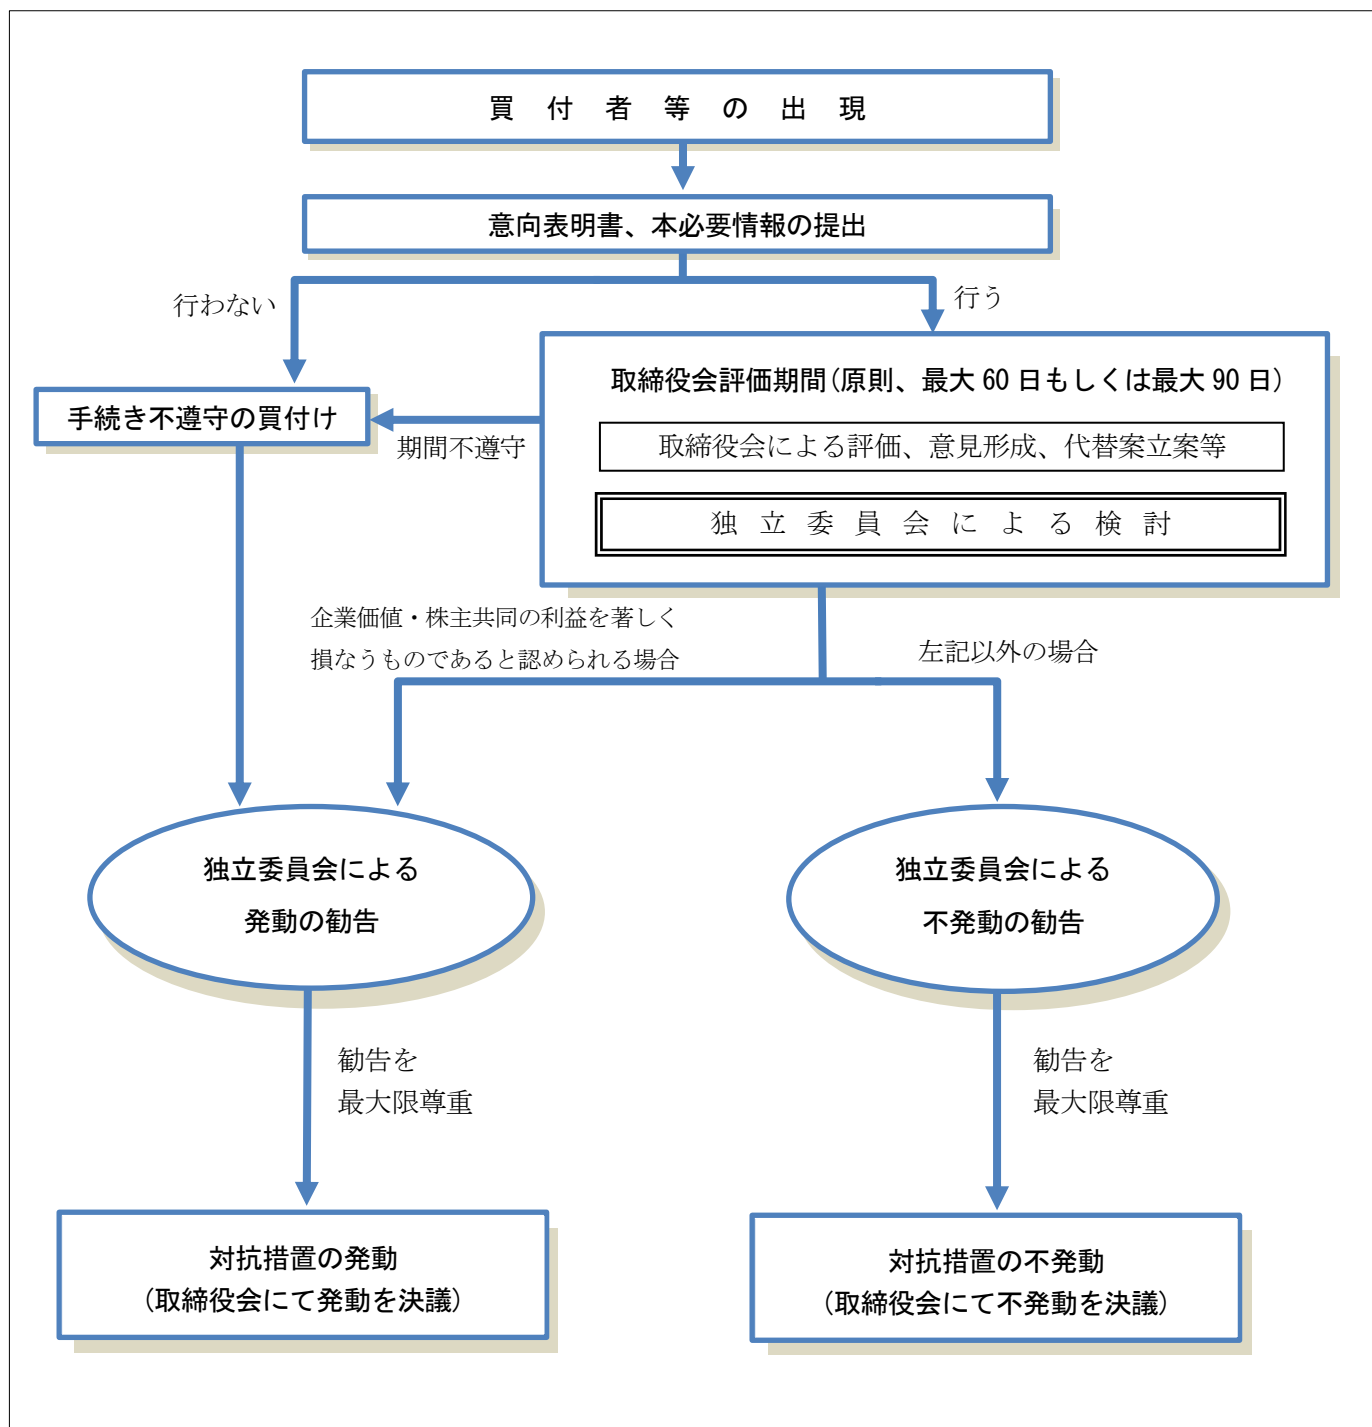 買付者等の出現
意向表明書、本必要情報の提出
行わない
行う
取締役会評価期間(原則、最大 60 日もしくは最大 90 日)
手続き不遵守の買付け
期間不遵守
取締役会による評価、意見形成、代替案立案等
独立委員会による検討
企業価値・株主共同の利益を著しく
損なうものであると認められる場合
左記以外の場合
独立委員会による
発動の勧告
独立委員会による
不発動の勧告
勧告を
最大限尊重
勧告を
最大限尊重
対抗措置の発動
(取締役会にて発動を決議)
対抗措置の不発動
(取締役会にて不発動を決議)